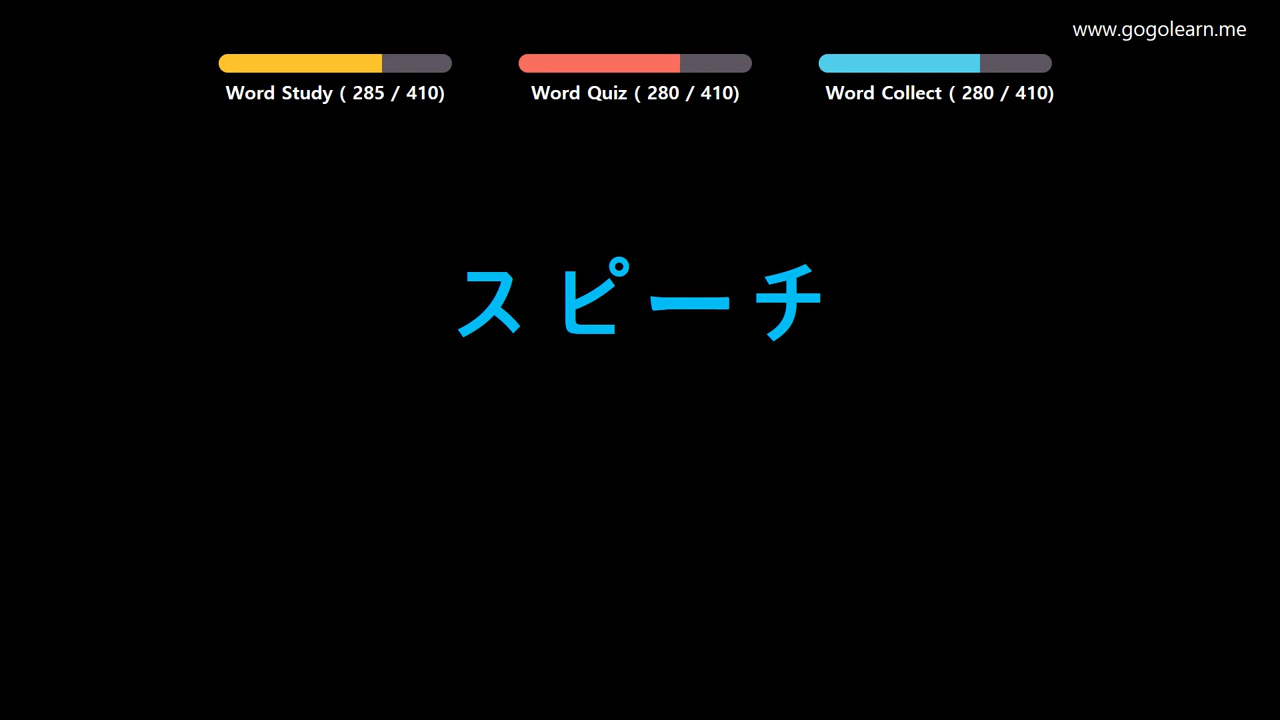 www.gogolearn.me
Word Study ( 285 / 410)
Word Quiz ( 280 / 410)
Word Collect ( 280 / 410)
スピーチ